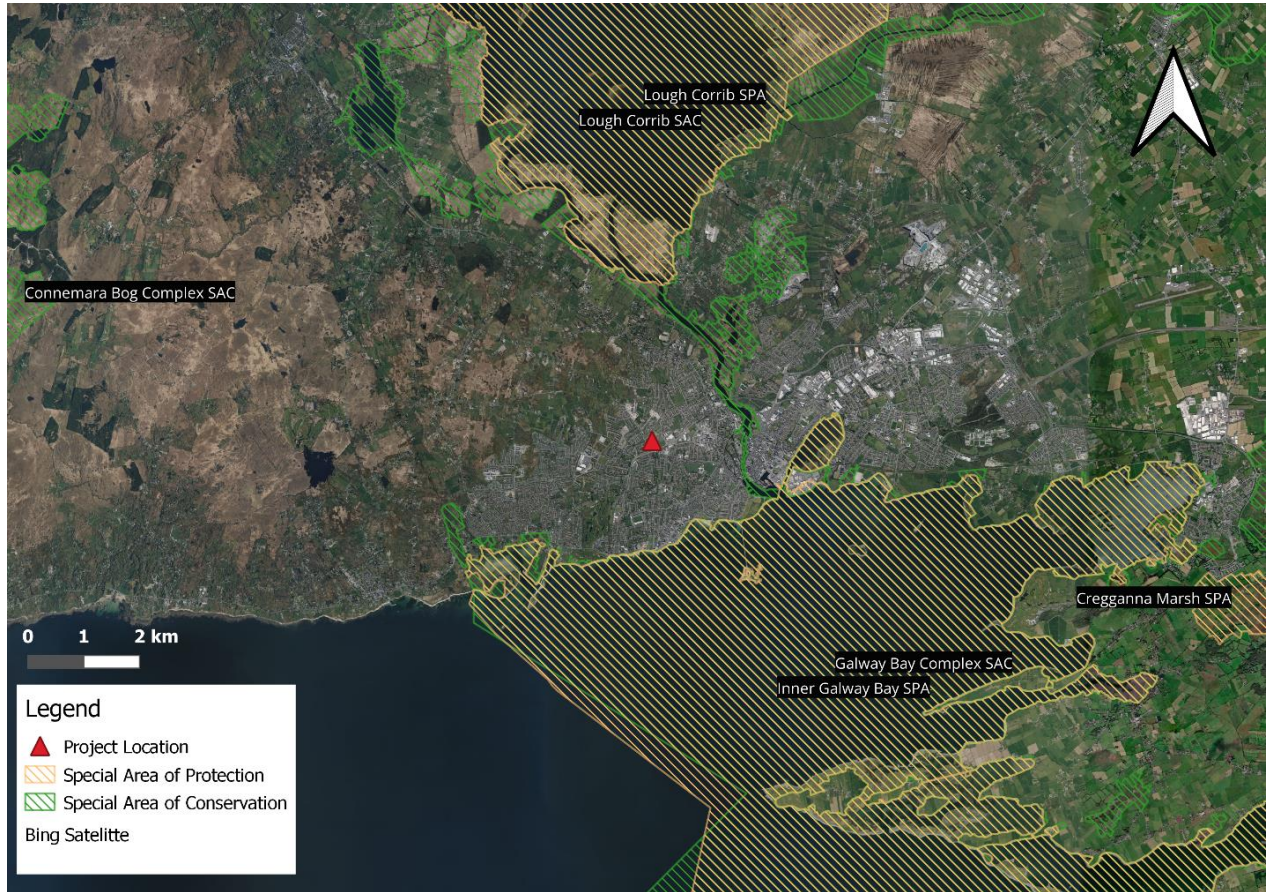 Lough Corrib SPA
Lough Corrib SAC
Connemara Bog Complex SAC
Cregganna Marsh SPA
Galway Bay Complex SAC
Inner Galway Bay SPA
0 1 2 km
Legend
Project Location
Special Area of Protection
Special Area of Conservation
Bing Satelitte